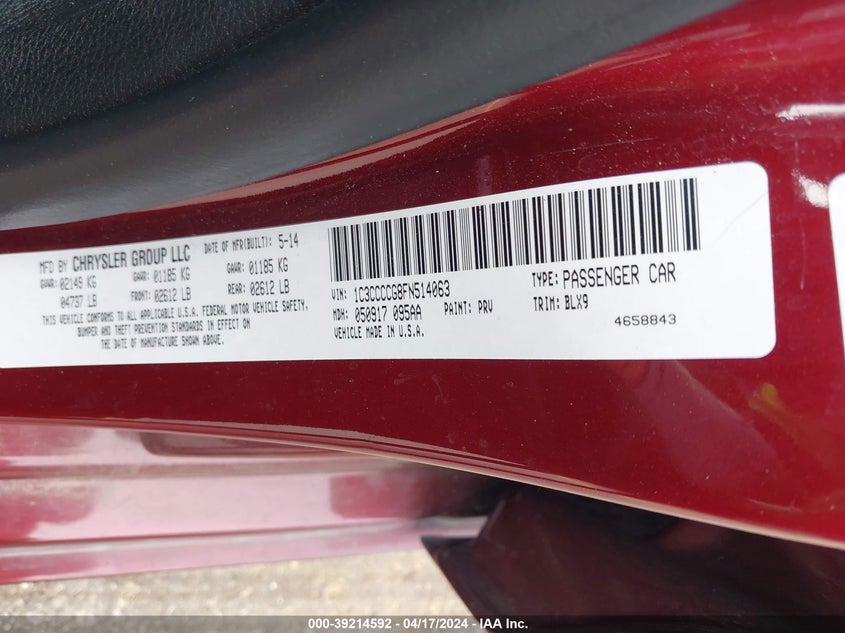 MFD BY CHRYSLER GROUP LLC DATE OF MFR(BUILT): 5-14
GVWR: 02149 KG GAWR: 01185 KG GAWR: 01185 KG
04737 LB FRONT: 02612 LB REAR: 02612 LB
THIS VEHICLE CONFORMS TO ALL APPLICABLE U.S.A. FEDERAL MOTOR VEHICLE SAFETY,
BUMPER AND THEFT PREVENTION STANDARDS IN EFFECT ON
THE DATE OF MANUFACTURE SHOWN ABOVE.
VIN: 1C3CCCCG8FN514063 TYPE: PASSENGER CAR
MDH: 050917 095AA PAINT: PRV TRIM: BLX9
VEHICLE MADE IN U.S.A. 4658843
000-39214592 - 04/17/2024 - IAA Inc.